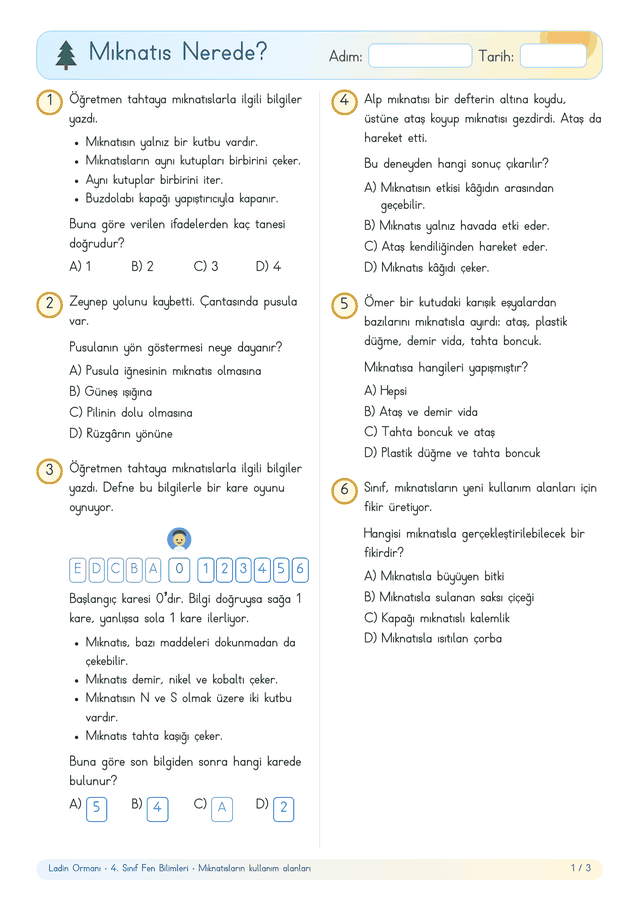 Mıknatıs Nerede?
Adım:
Tarih:
1
Öğretmen tahtaya mıknatıslarla ilgili bilgiler
yazdı.
• Mıknatısın yalnız bir kutbu vardır.
• Mıknatısların aynı kutupları birbirini çeker.
• Aynı kutuplar birbirini iter.
• Buzdolabı kapağı yapıştırıcıyla kapanır.
Buna göre verilen ifadelerden kaç tanesi
doğrudur?
A) 1 B) 2 C) 3 D) 4
2
Zeynep yolunu kaybetti. Çantasında pusula
var.
Pusulanın yön göstermesi neye dayanır?
A) Pusula iğnesinin mıknatıs olmasına
B) Güneş ışığına
C) Pilinin dolu olmasına
D) Rüzgârın yönüne
3
Öğretmen tahtaya mıknatıslarla ilgili bilgiler
yazdı. Defne bu bilgilerle bir kare oyunu
oynuyor.
E D C B A 0 1 2 3 4 5 6
Başlangıç karesi 0'dır. Bilgi doğruysa sağa 1
kare, yanlışsa sola 1 kare ilerliyor.
• Mıknatıs, bazı maddeleri dokunmadan da
çekebilir.
• Mıknatıs demir, nikel ve kobaltı çeker.
• Mıknatısın N ve S olmak üzere iki kutbu
vardır.
• Mıknatıs tahta kaşığı çeker.
Buna göre son bilgiden sonra hangi karede
bulunur?
A) 5 B) 4 C) A D) 2
4
Alp mıknatısı bir defterin altına koydu,
üstüne ataş koyup mıknatısı gezdirdi. Ataş da
hareket etti.
Bu deneyden hangi sonuç çıkarılır?
A) Mıknatısın etkisi kâğıdın arasından
geçebilir.
B) Mıknatıs yalnız havada etki eder.
C) Ataş kendiliğinden hareket eder.
D) Mıknatıs kâğıdı çeker.
5
Ömer bir kutudaki karışık eşyalardan
bazılarını mıknatısla ayırdı: ataş, plastik
düğme, demir vida, tahta boncuk.
Mıknatısa hangileri yapışmıştır?
A) Hepsi
B) Ataş ve demir vida
C) Tahta boncuk ve ataş
D) Plastik düğme ve tahta boncuk
6
Sınıf, mıknatısların yeni kullanım alanları için
fikir üretiyor.
Hangisi mıknatısla gerçekleştirilebilecek bir
fikirdir?
A) Mıknatısla büyüyen bitki
B) Mıknatısla sulanan saksı çiçeği
C) Kapağı mıknatıslı kalemlik
D) Mıknatısla ısıtılan çorba
Ladin Ormanı • 4. Sınıf Fen Bilimleri • Mıknatısların kullanım alanları
1 / 3